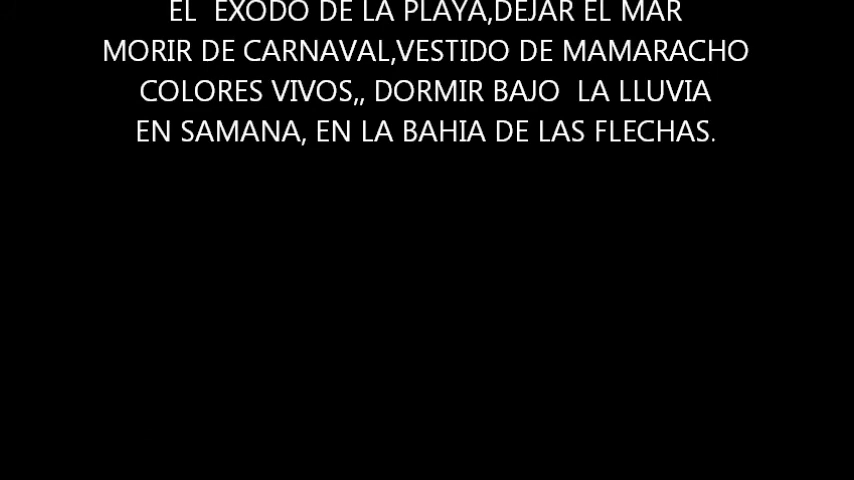 EL  EXODO DE LA PLAYA,DEJAR EL MAR
MORIR DE CARNAVAL,VESTIDO DE MAMARACHO
COLORES VIVOS,, DORMIR BAJO  LA LLUVIA
EN SAMANA, EN LA BAHIA DE LAS FLECHAS.